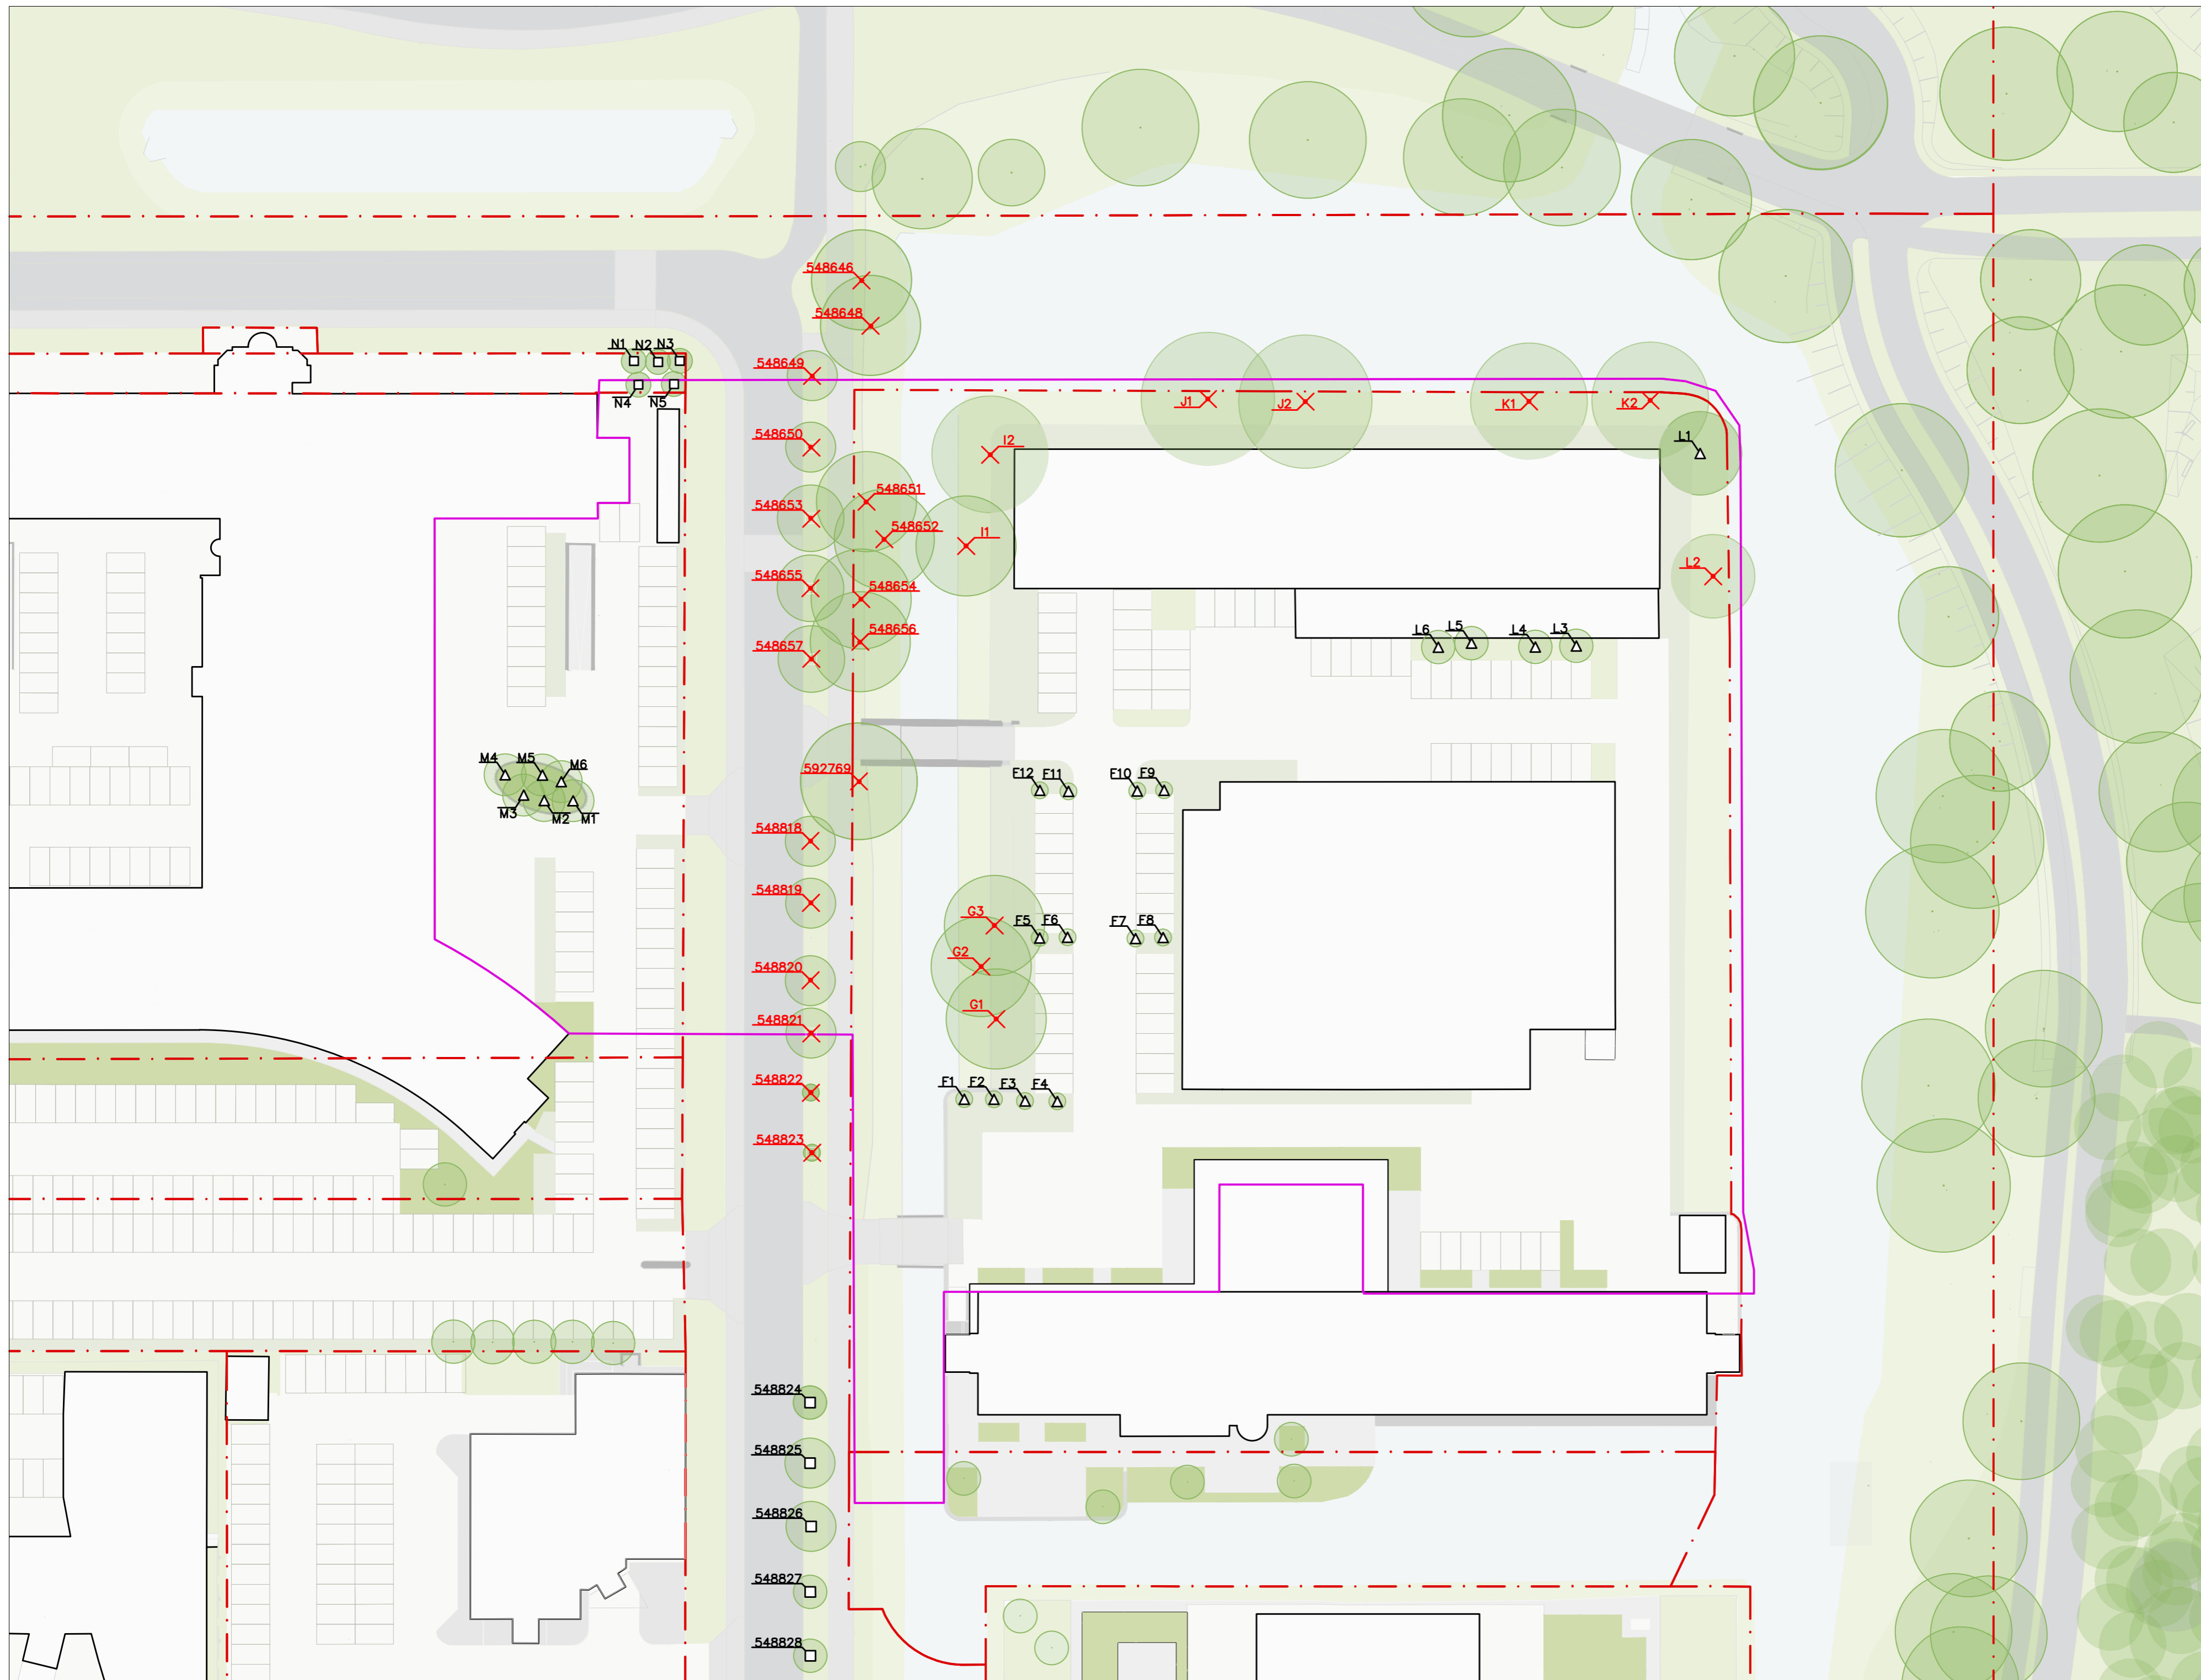 548646
548648
N1 N2 N3
548649
N4 N5
J1 J2 K1 K2
548650
I2
L1
548651
548653
548652
I1
548655
L2
548654
548656
548657
L6 L5 L4 L3
M4 M5 M6
592769
F12 F11 F10 F9
M3 M2 M1
548818
548819
G3
F5 F6 F7 F8
548820
G2
G1
548821
548822
F1 F2 F3 F4
548823
548824
548825
548826
548827
548828